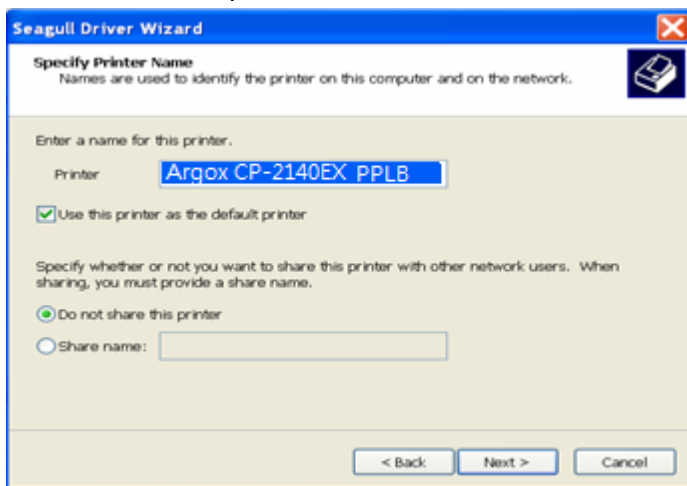 Seagull Driver Wizard
Specify Printer Name
Names are used to identify the printer on this computer and on the network.
Enter a name for this printer.
Printer
Argox CP-2140EX PPLB
Use this printer as the default printer
Specify whether or not you want to share this printer with other network users. When
sharing, you must provide a share name.
Do not share this printer
Share name:
< Back
Next >
Cancel